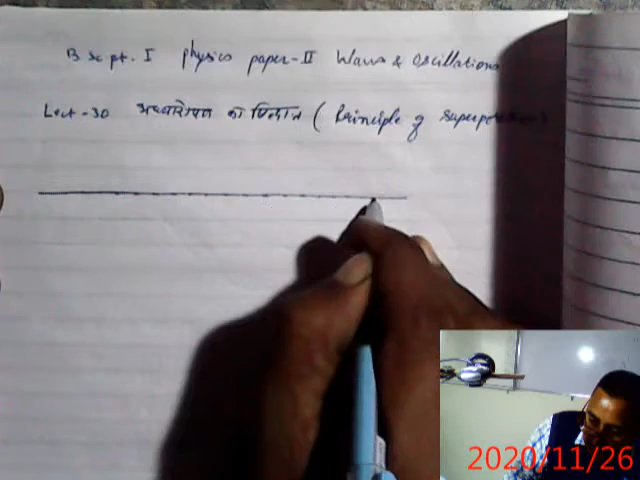 B Sc pt. I physics paper-II Waves & Oscillations
Lect-30 अध्यारोपण का सिद्धान्त ( Principle of superposition )
2020/11/26